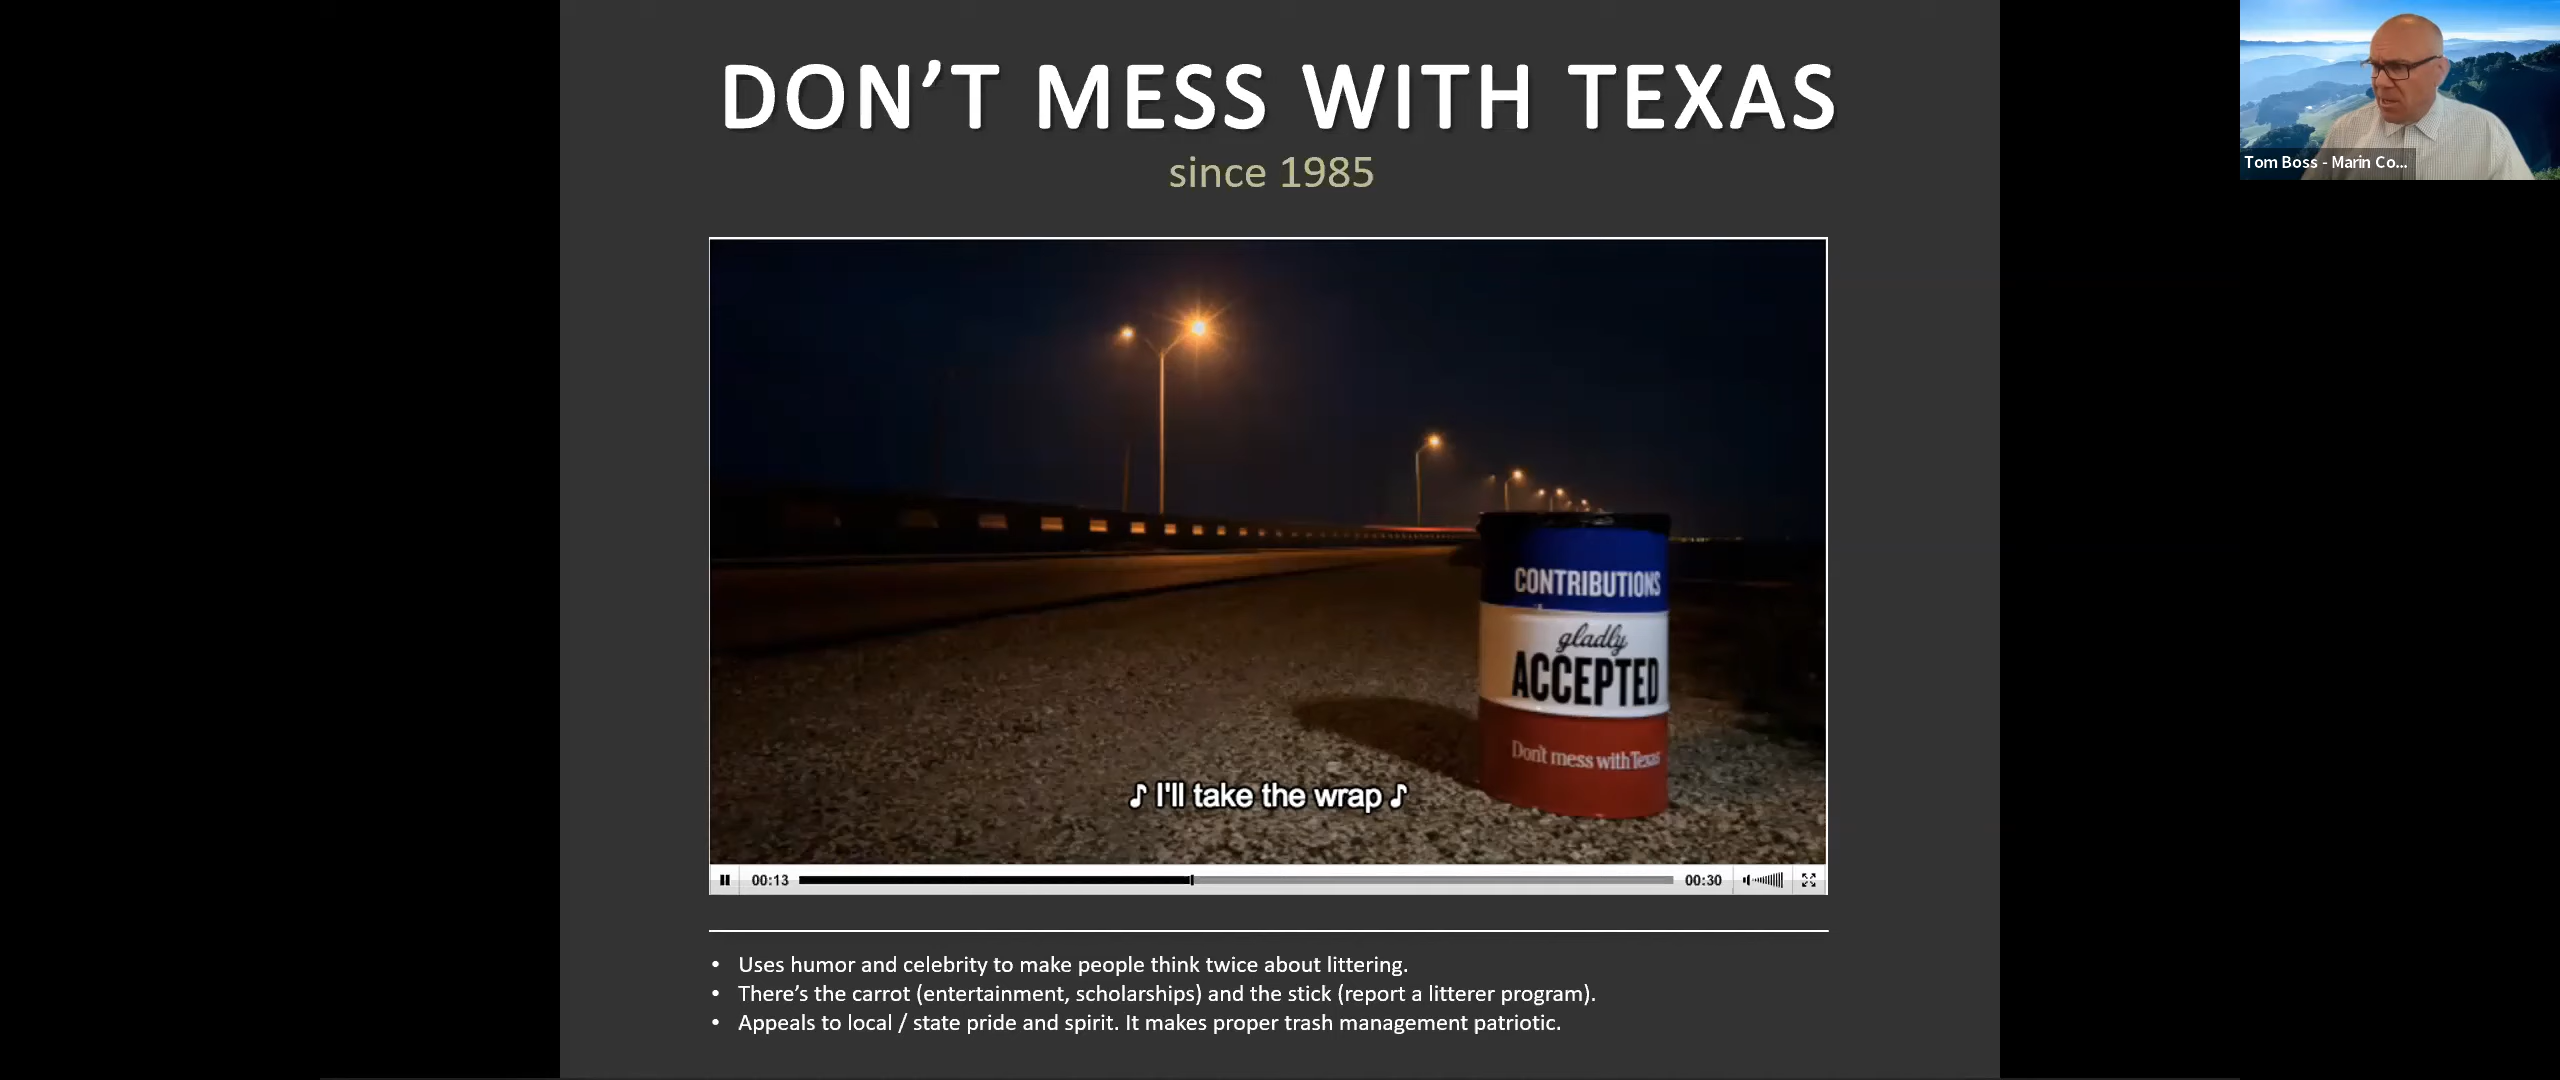 DON'T MESS WITH TEXAS
since 1985
Tom Boss - Marin Co...
CONTRIBUTIONS
gladly
ACCEPTED
Don't mess with Texas
♪ I'll take the wrap ♪
00:13
00:30
• Uses humor and celebrity to make people think twice about littering.
• There's the carrot (entertainment, scholarships) and the stick (report a litterer program).
• Appeals to local / state pride and spirit. It makes proper trash management patriotic.